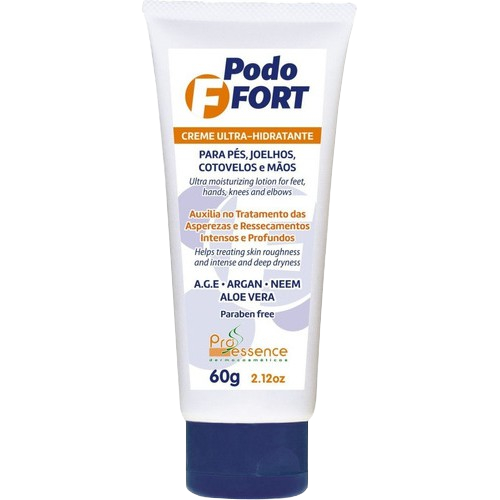 Podo
F FORT
CREME ULTRA-HIDRATANTE
PARA PÉS, JOELHOS,
COTOVELOS e MÃOS
Ultra moisturizing lotion for feet,
hands, knees and elbows
Auxilia no Tratamento das
Asperezas e Ressecamentos
Intensos e Profundos
Helps treating skin roughness
and intense and deep dryness
A.G.E • ARGAN • NEEM
ALOE VERA
Paraben free
Pro essence
dermocosméticos
60g 2.12oz